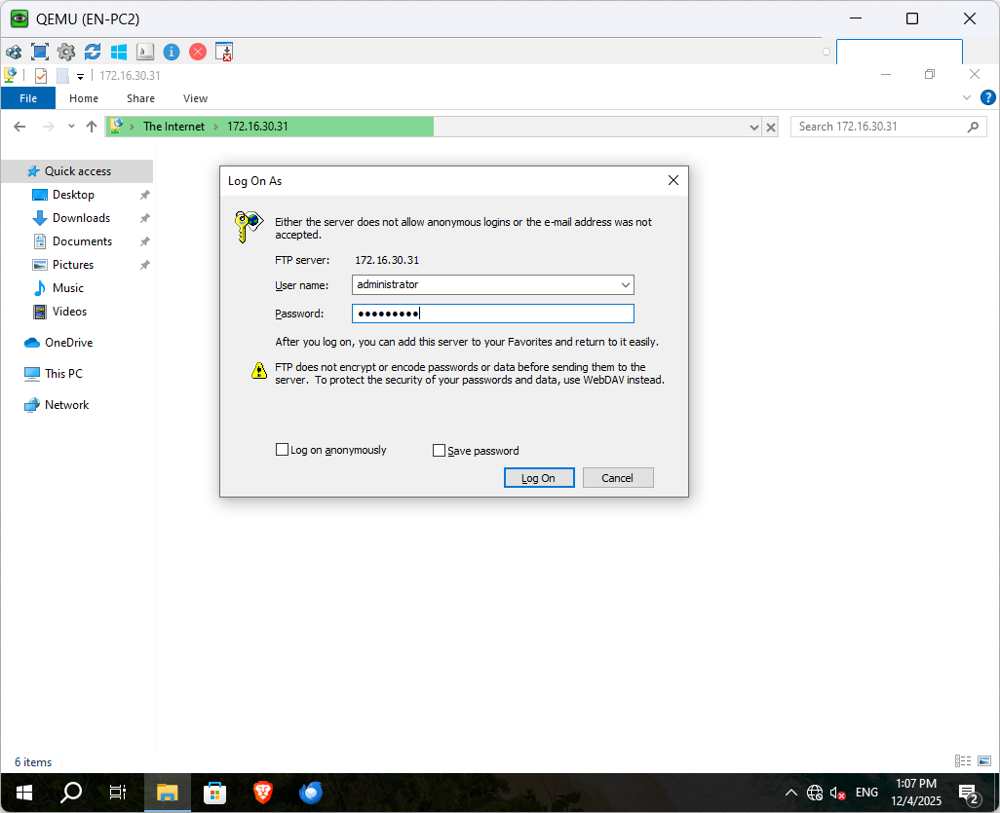 QEMU (EN-PC2)
172.16.30.31
File Home Share View
The Internet 172.16.30.31 Search 172.16.30.31
Quick access
Desktop
Downloads
Documents
Pictures
Music
Videos
OneDrive
This PC
Network
Log On As
Either the server does not allow anonymous logins or the e-mail address was not
accepted.
FTP server: 172.16.30.31
User name: administrator
Password: ●●●●●●●●●
After you log on, you can add this server to your Favorites and return to it easily.
FTP does not encrypt or encode passwords or data before sending them to the
server. To protect the security of your passwords and data, use WebDAV instead.
Log on anonymously Save password
Log On Cancel
6 items
ENG
1:07 PM
12/4/2025
2